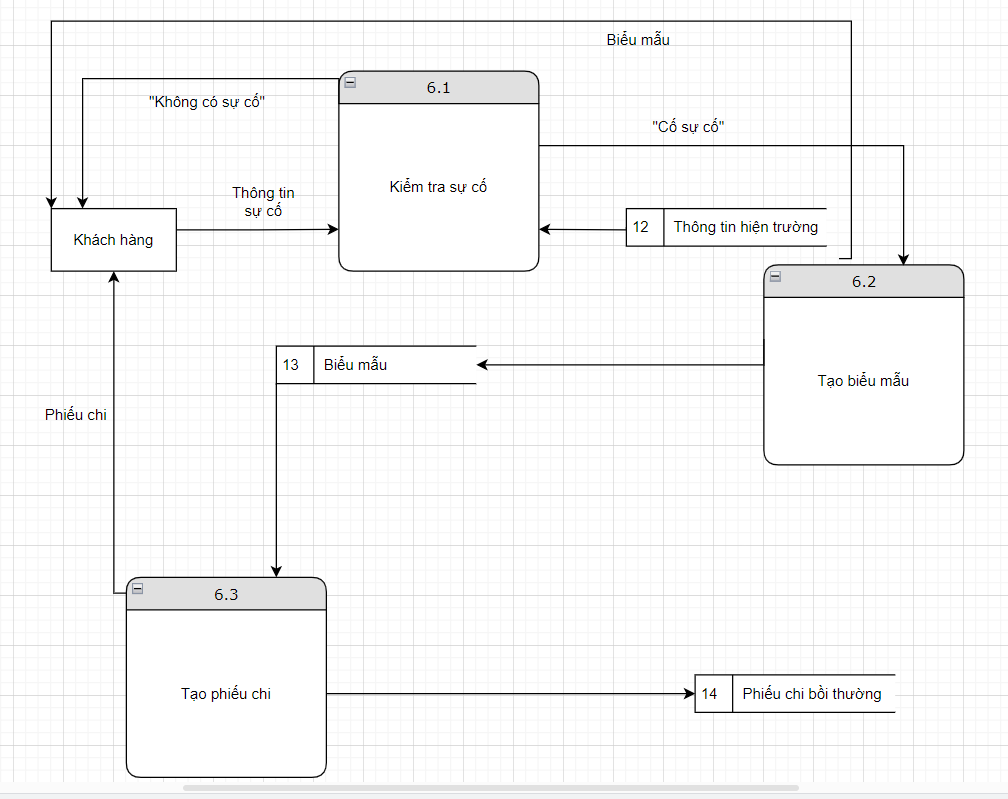 Biểu mẫu
6.1
"Không có sự cố"
"Cố sự cố"
Kiểm tra sự cố
Thông tin
sự cố
12
Thông tin hiện trường
Khách hàng
6.2
13
Biểu mẫu
Tạo biểu mẫu
Phiếu chi
6.3
Tạo phiếu chi
14
Phiếu chi bồi thường